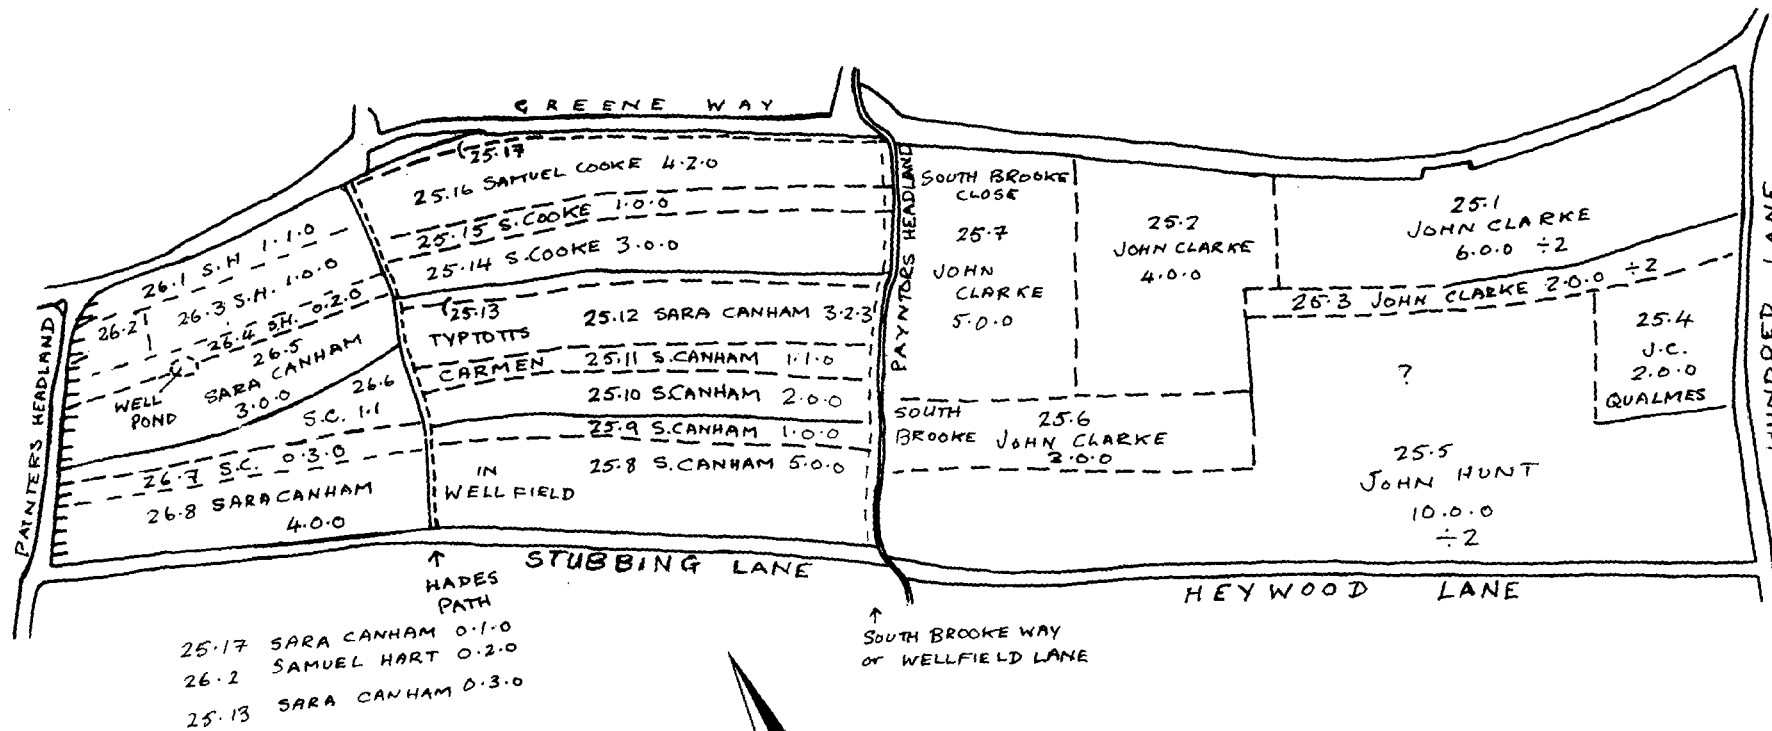 GREENE WAY
25.17
25.16 SAMUEL COOKE 4.2.0
25.15 S.COOKE 1.0.0
25.14 S.COOKE 3.0.0
25.13
TYPTOTTS
25.12 SARA CANHAM 3.2.3
CARMEN
25.11 S.CANHAM 1.1.0
25.10 S.CANHAM 2.0.0
25.9 S.CANHAM 1.0.0
25.8 S.CANHAM 5.0.0
IN
WELLFIELD
26.1 S.H 1.1.0
26.2
26.3 S.H. 1.0.0
26.4 S.H. 0.2.0
26.5
SARA CANHAM
3.0.0
WELL
POND
26.6
S.C. 1.1
26.7 S.C. 0.3.0
26.8 SARA CANHAM
4.0.0
PAINTERS HEADLAND
PAYNTORS HEADLAND
SOUTH BROOKE
CLOSE
25.7
JOHN
CLARKE
5.0.0
25.2
JOHN CLARKE
4.0.0
25.1
JOHN CLARKE
6.0.0 ÷2
25.3 JOHN CLARKE 2.0.0 ÷2
25.4
J.C.
2.0.0
QUALMES
?
SOUTH
BROOKE
25.6
JOHN CLARKE
3.0.0
25.5
JOHN HUNT
10.0.0
÷2
HUNDRED LANE
STUBBING LANE
HEYWOOD LANE
↑
HADES
PATH
↑
SOUTH BROOKE WAY
or WELLFIELD LANE
25.17 SARA CANHAM 0.1.0
26.2 SAMUEL HART 0.2.0
25.13 SARA CANHAM 0.3.0